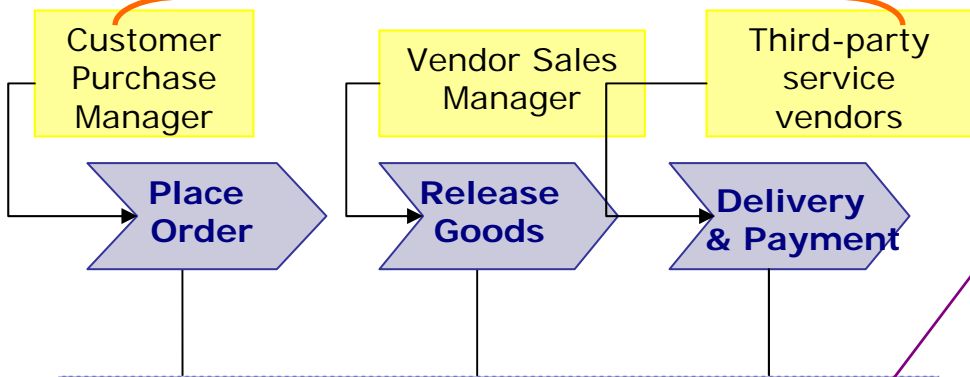 Customer
Purchase
Manager
Vendor Sales
Manager
Third-party
service
vendors
Place
Order
Release
Goods
Delivery
& Payment